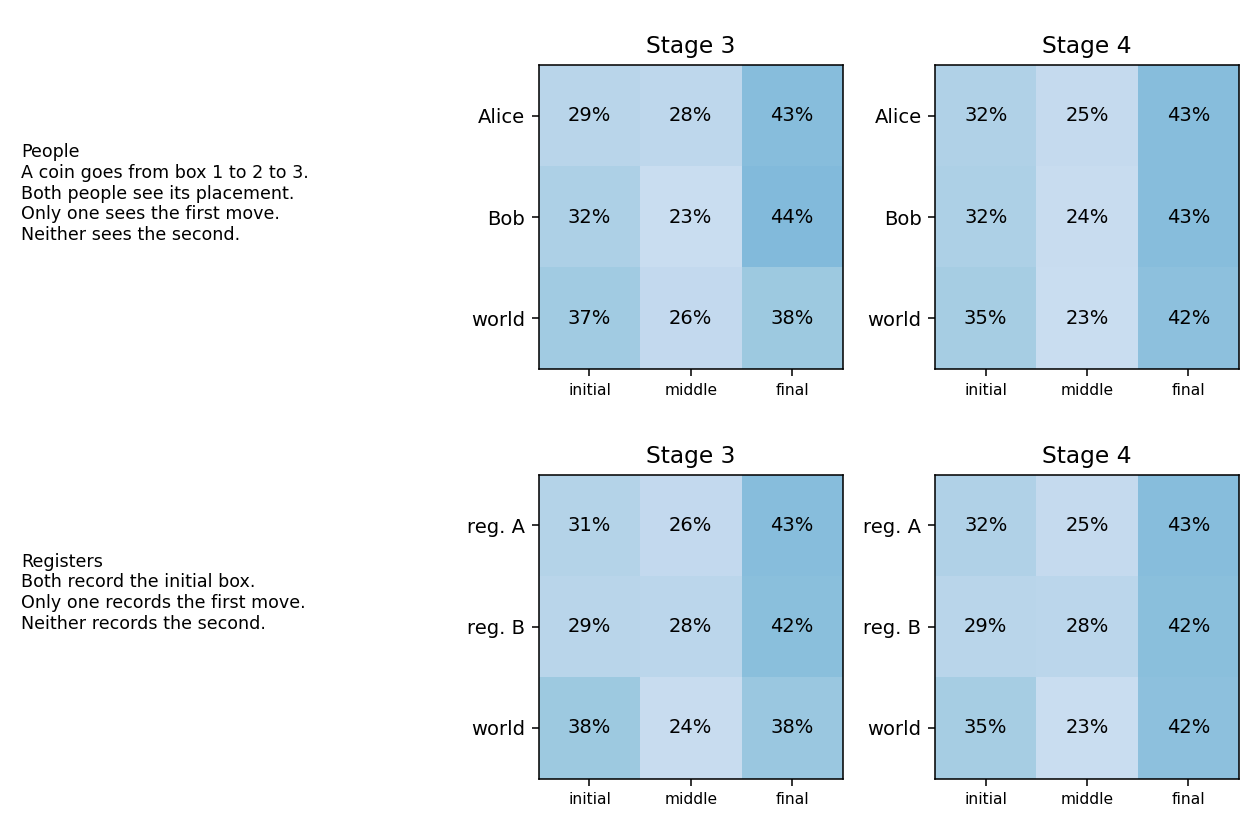 Stage 3
Stage 4
People
A coin goes from box 1 to 2 to 3.
Both people see its placement.
Only one sees the first move.
Neither sees the second.
Alice 29% 28% 43%
Bob 32% 23% 44%
world 37% 26% 38%
initial middle final
Alice 32% 25% 43%
Bob 32% 24% 43%
world 35% 23% 42%
initial middle final
Stage 3
Stage 4
Registers
Both record the initial box.
Only one records the first move.
Neither records the second.
reg. A 31% 26% 43%
reg. B 29% 28% 42%
world 38% 24% 38%
initial middle final
reg. A 32% 25% 43%
reg. B 29% 28% 42%
world 35% 23% 42%
initial middle final